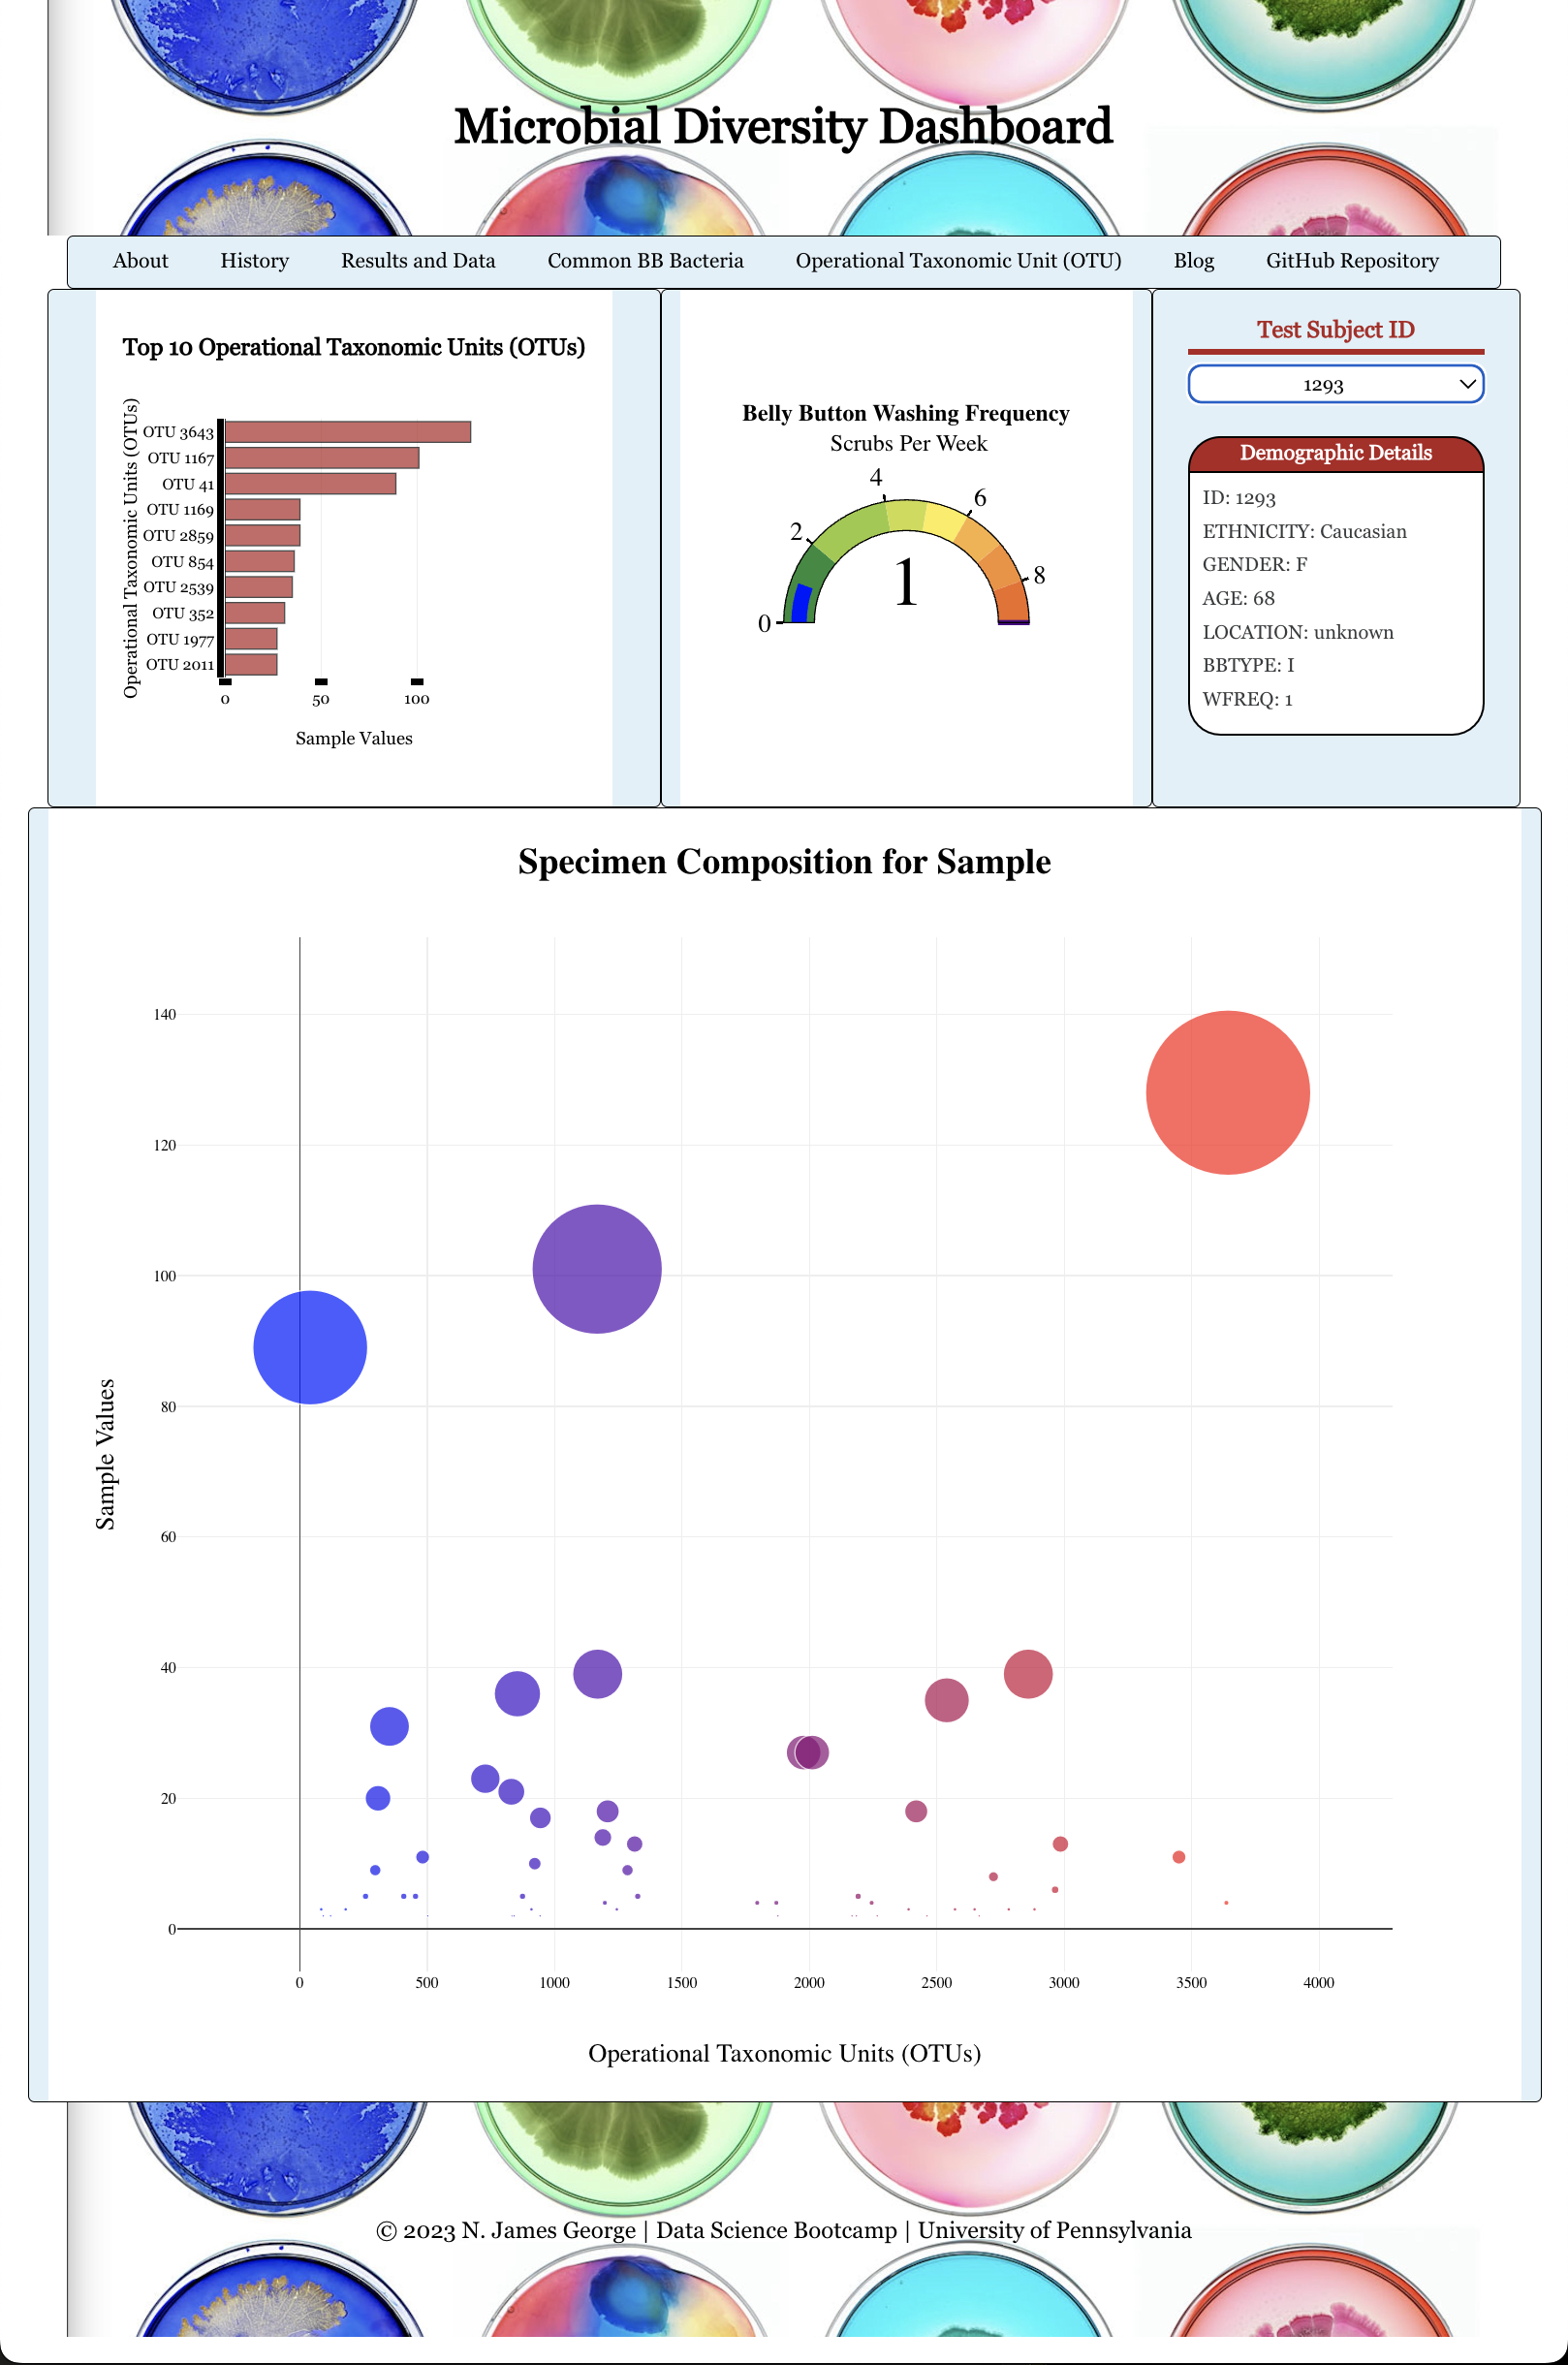 Microbial Diversity Dashboard
About History Results and Data Common BB Bacteria Operational Taxonomic Unit (OTU) Blog GitHub Repository
Top 10 Operational Taxonomic Units (OTUs)
Operational Taxonomic Units (OTUs)
OTU 3643
OTU 1167
OTU 41
OTU 1169
OTU 2859
OTU 854
OTU 2539
OTU 352
OTU 1977
OTU 2011
0 50 100
Sample Values
Belly Button Washing Frequency
Scrubs Per Week
0 2 4 6 8
1
Test Subject ID
1293
Demographic Details
ID: 1293
ETHNICITY: Caucasian
GENDER: F
AGE: 68
LOCATION: unknown
BBTYPE: I
WFREQ: 1
Specimen Composition for Sample
Sample Values
140
120
100
80
60
40
20
0
0 500 1000 1500 2000 2500 3000 3500 4000
Operational Taxonomic Units (OTUs)
© 2023 N. James George | Data Science Bootcamp | University of Pennsylvania